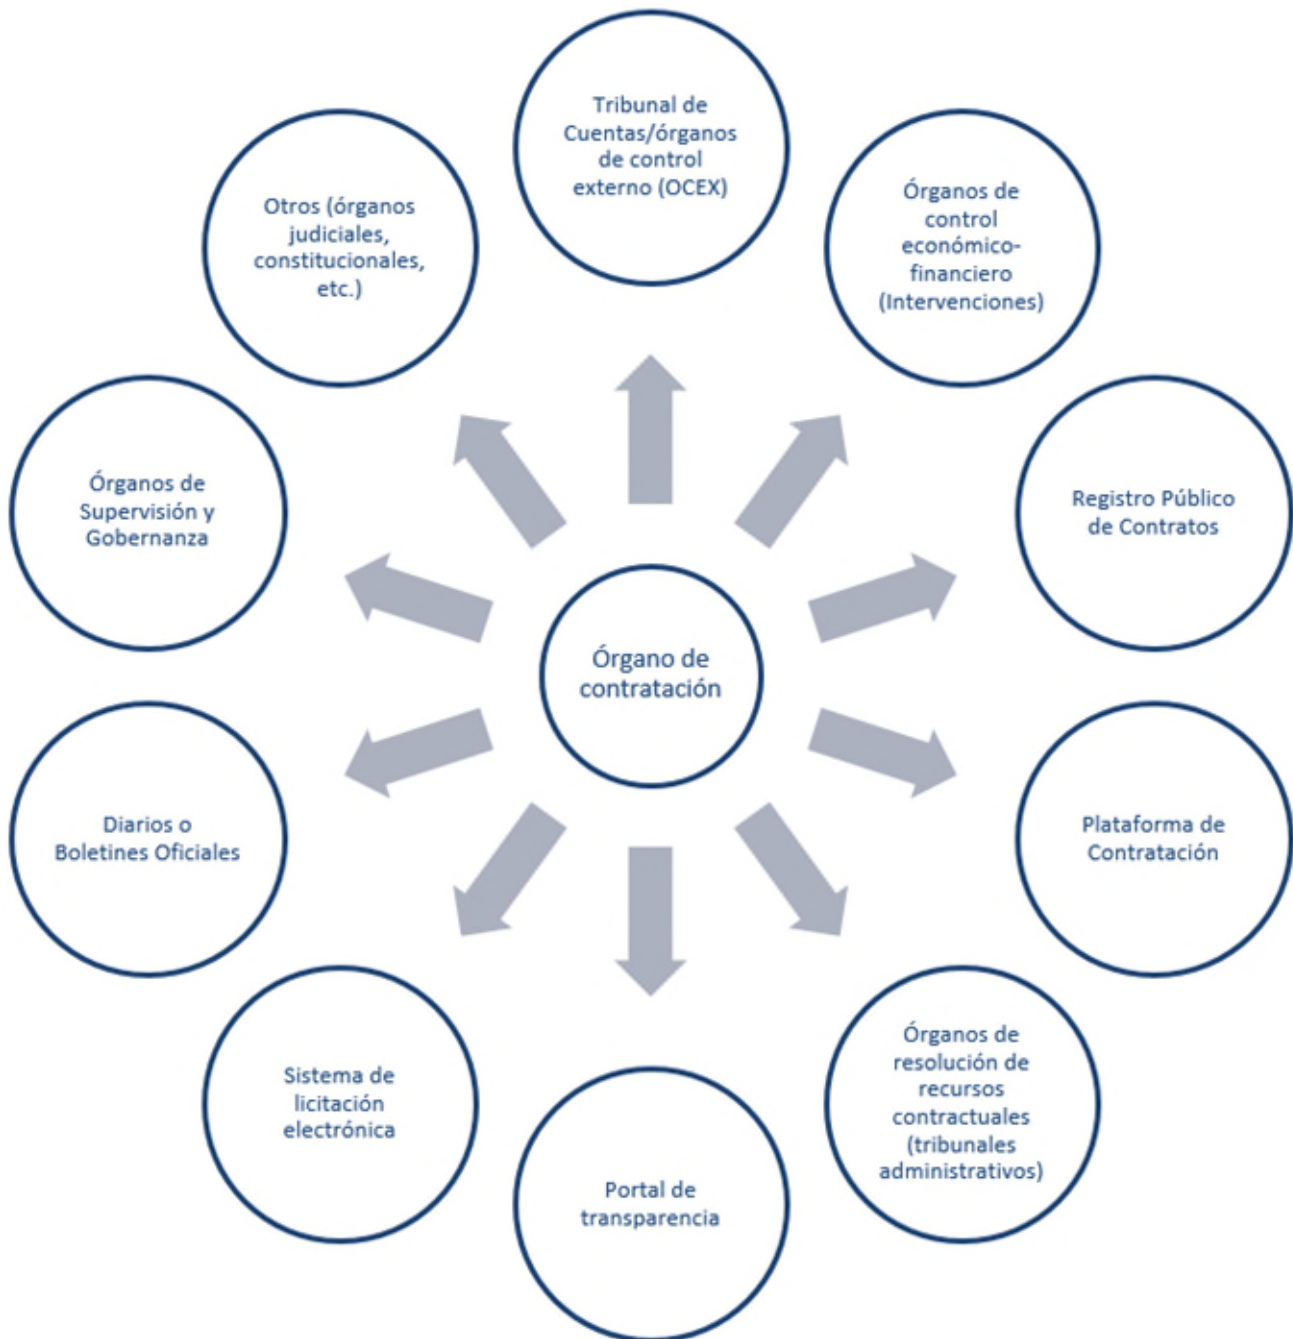 Tribunal de
Cuentas/órganos
de control
externo (OCEX)
Órganos de
control
económico-
financiero
(Intervenciones)
Registro Público
de Contratos
Plataforma de
Contratación
Órganos de
resolución de
recursos
contractuales
(tribunales
administrativos)
Portal de
transparencia
Sistema de
licitación
electrónica
Diarios o
Boletines Oficiales
Órganos de
Supervisión y
Gobernanza
Otros (órganos
judiciales,
constitucionales,
etc.)
Órgano de
contratación